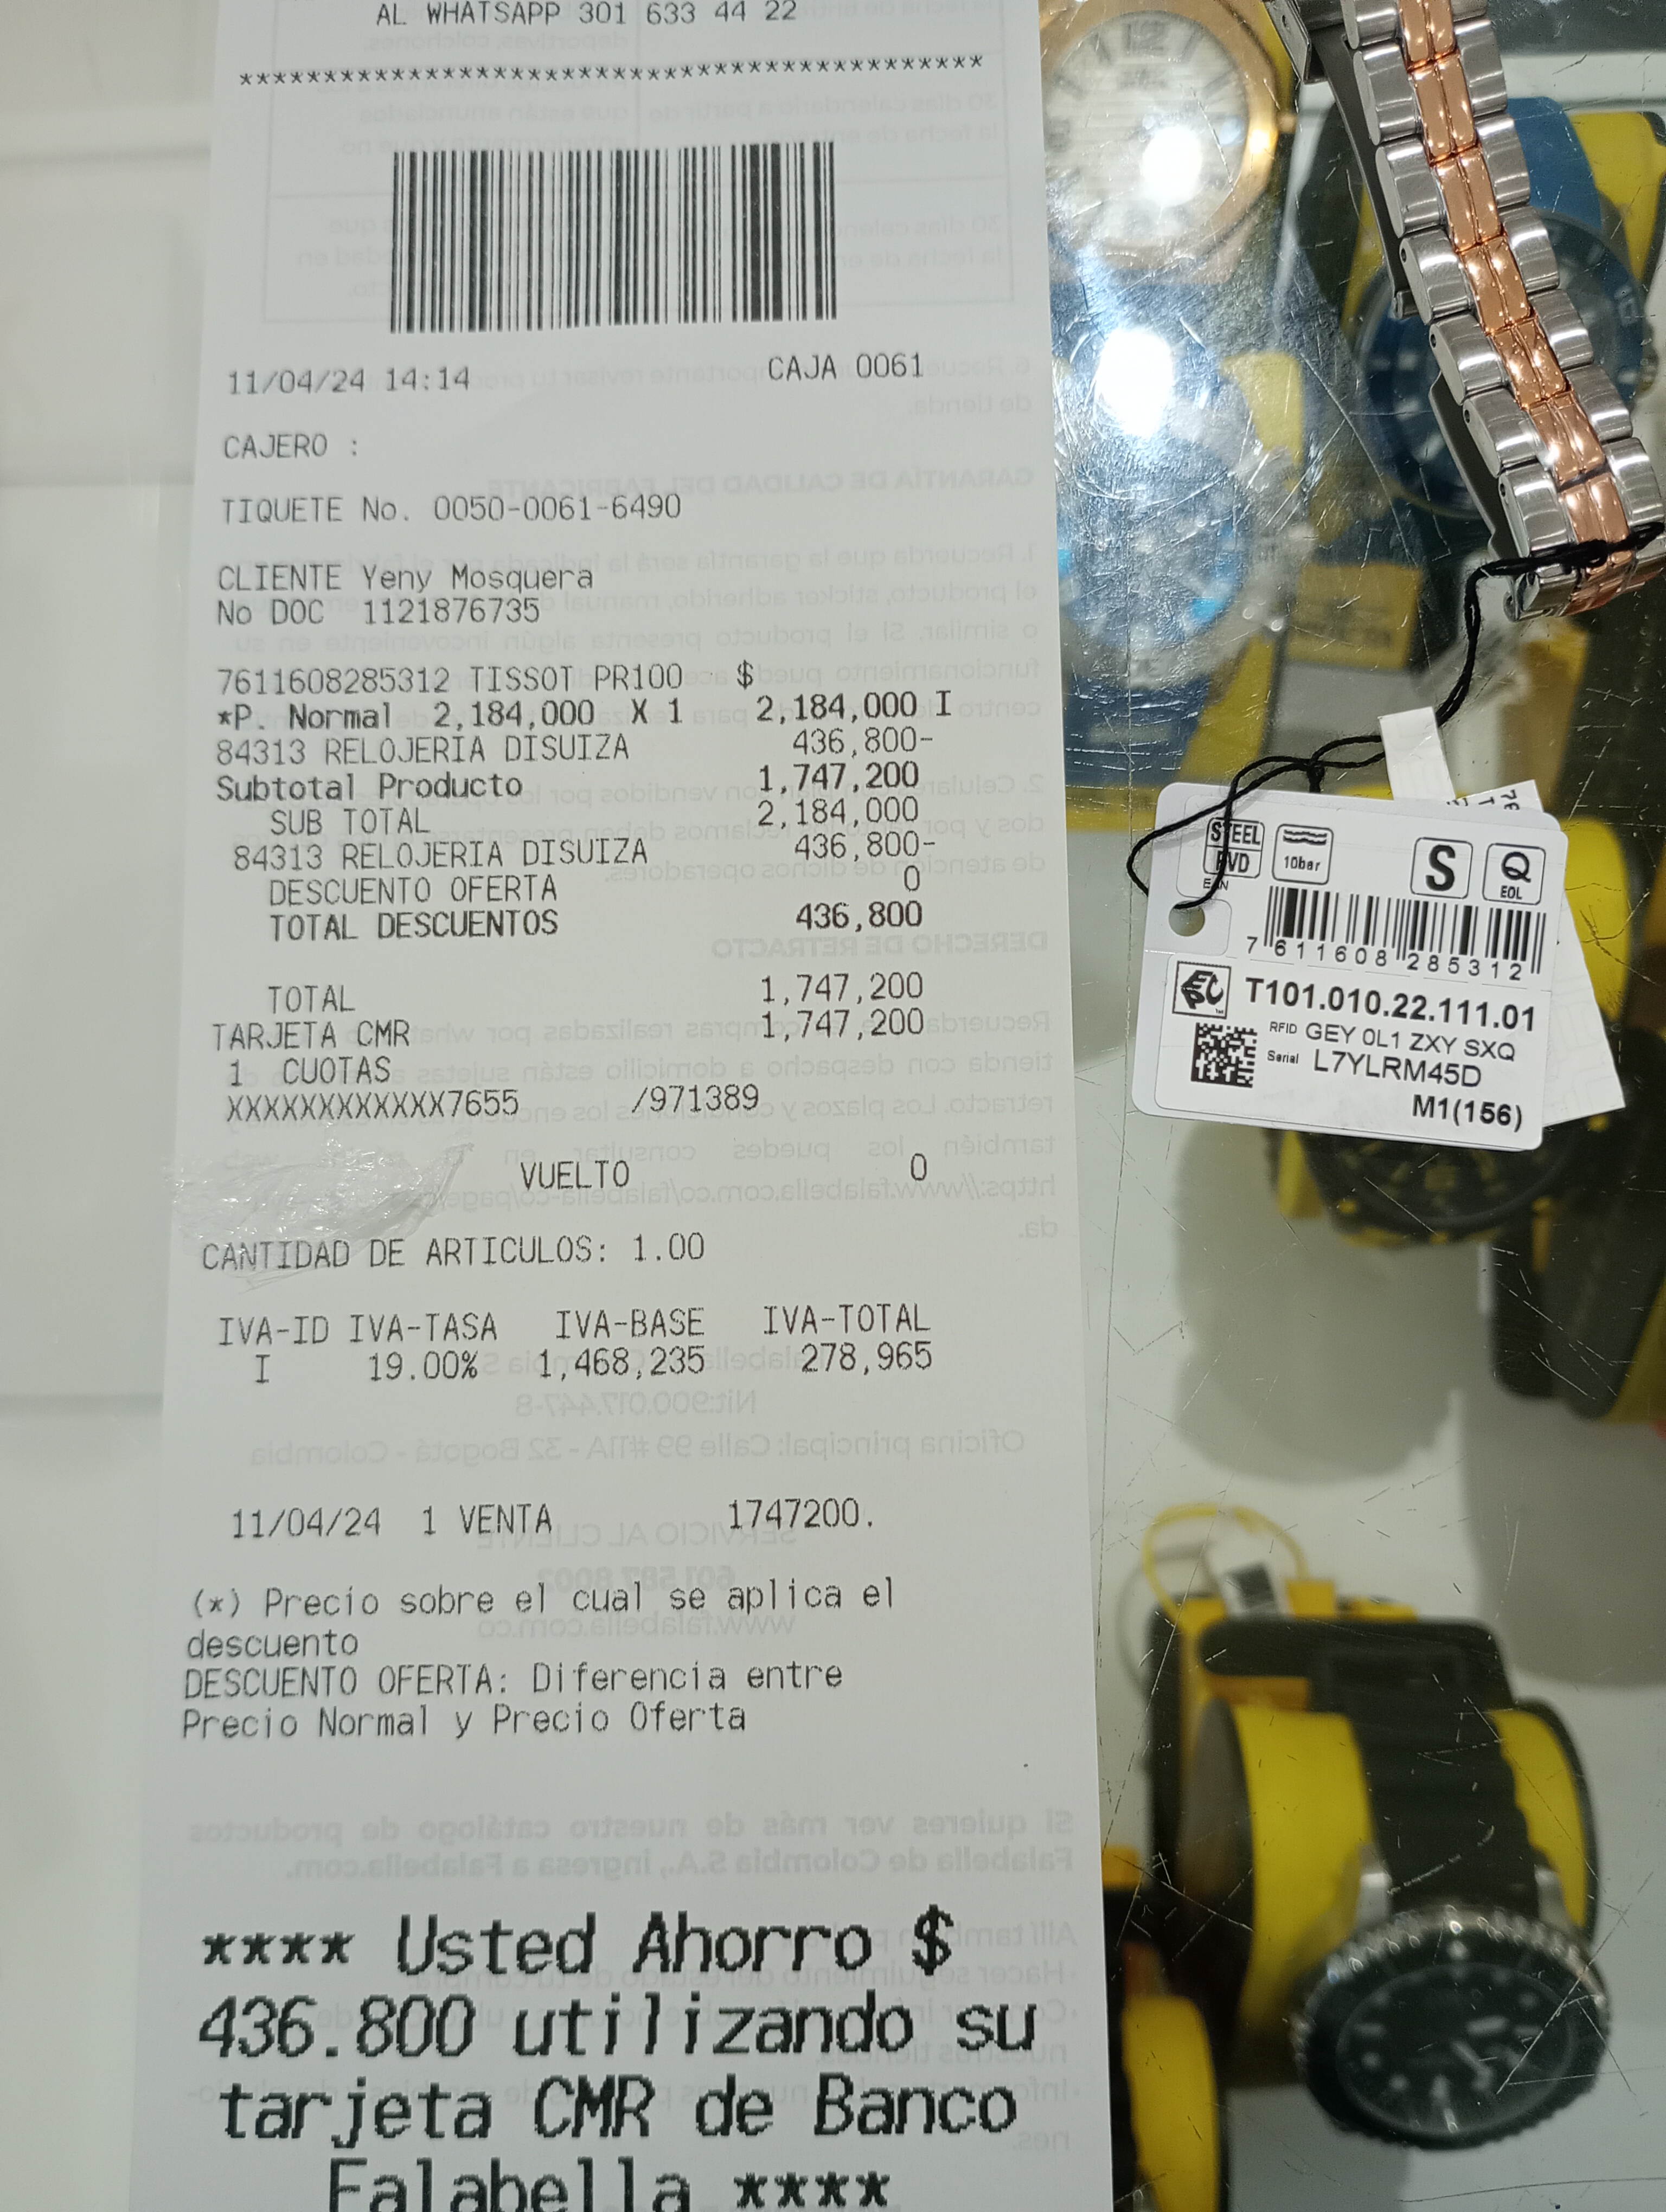 AL WHATSAPP 301 633 44 22
********************************************
11/04/24 14:14 CAJA 0061
CAJERO :
TIQUETE No. 0050-0061-6490
CLIENTE Yeny Mosquera
No DOC 1121876735
7611608285312 TISSOT PR100 $
*P. Normal 2,184,000 X 1 2,184,000 I
84313 RELOJERIA DISUIZA 436,800-
Subtotal Producto 1,747,200
SUB TOTAL 2,184,000
84313 RELOJERIA DISUIZA 436,800-
DESCUENTO OFERTA 0
TOTAL DESCUENTOS 436,800
TOTAL 1,747,200
TARJETA CMR 1,747,200
1 CUOTAS
XXXXXXXXXXXX7655 /971389
VUELTO 0
CANTIDAD DE ARTICULOS: 1.00
IVA-ID IVA-TASA IVA-BASE IVA-TOTAL
I 19.00% 1,468,235 278,965
11/04/24 1 VENTA 1747200.
(*) Precio sobre el cual se aplica el
descuento
DESCUENTO OFERTA: Diferencia entre
Precio Normal y Precio Oferta
**** Usted Ahorro $
436.800 utilizando su
tarjeta CMR de Banco
Falabella ****
STEEL
PVD
10bar
S
Q
EOL
EAN
7 611608 285312
T101.010.22.111.01
RFID GEY 0L1 ZXY SXQ
Serial L7YLRM45D
M1(156)